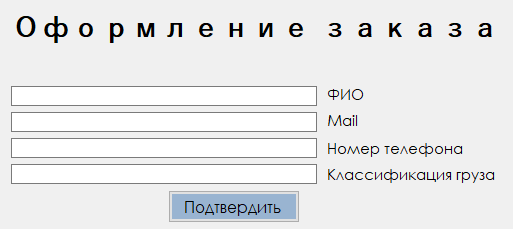 Оформление заказа
ФИО
Mail
Номер телефона
Классификация груза
Подтвердить